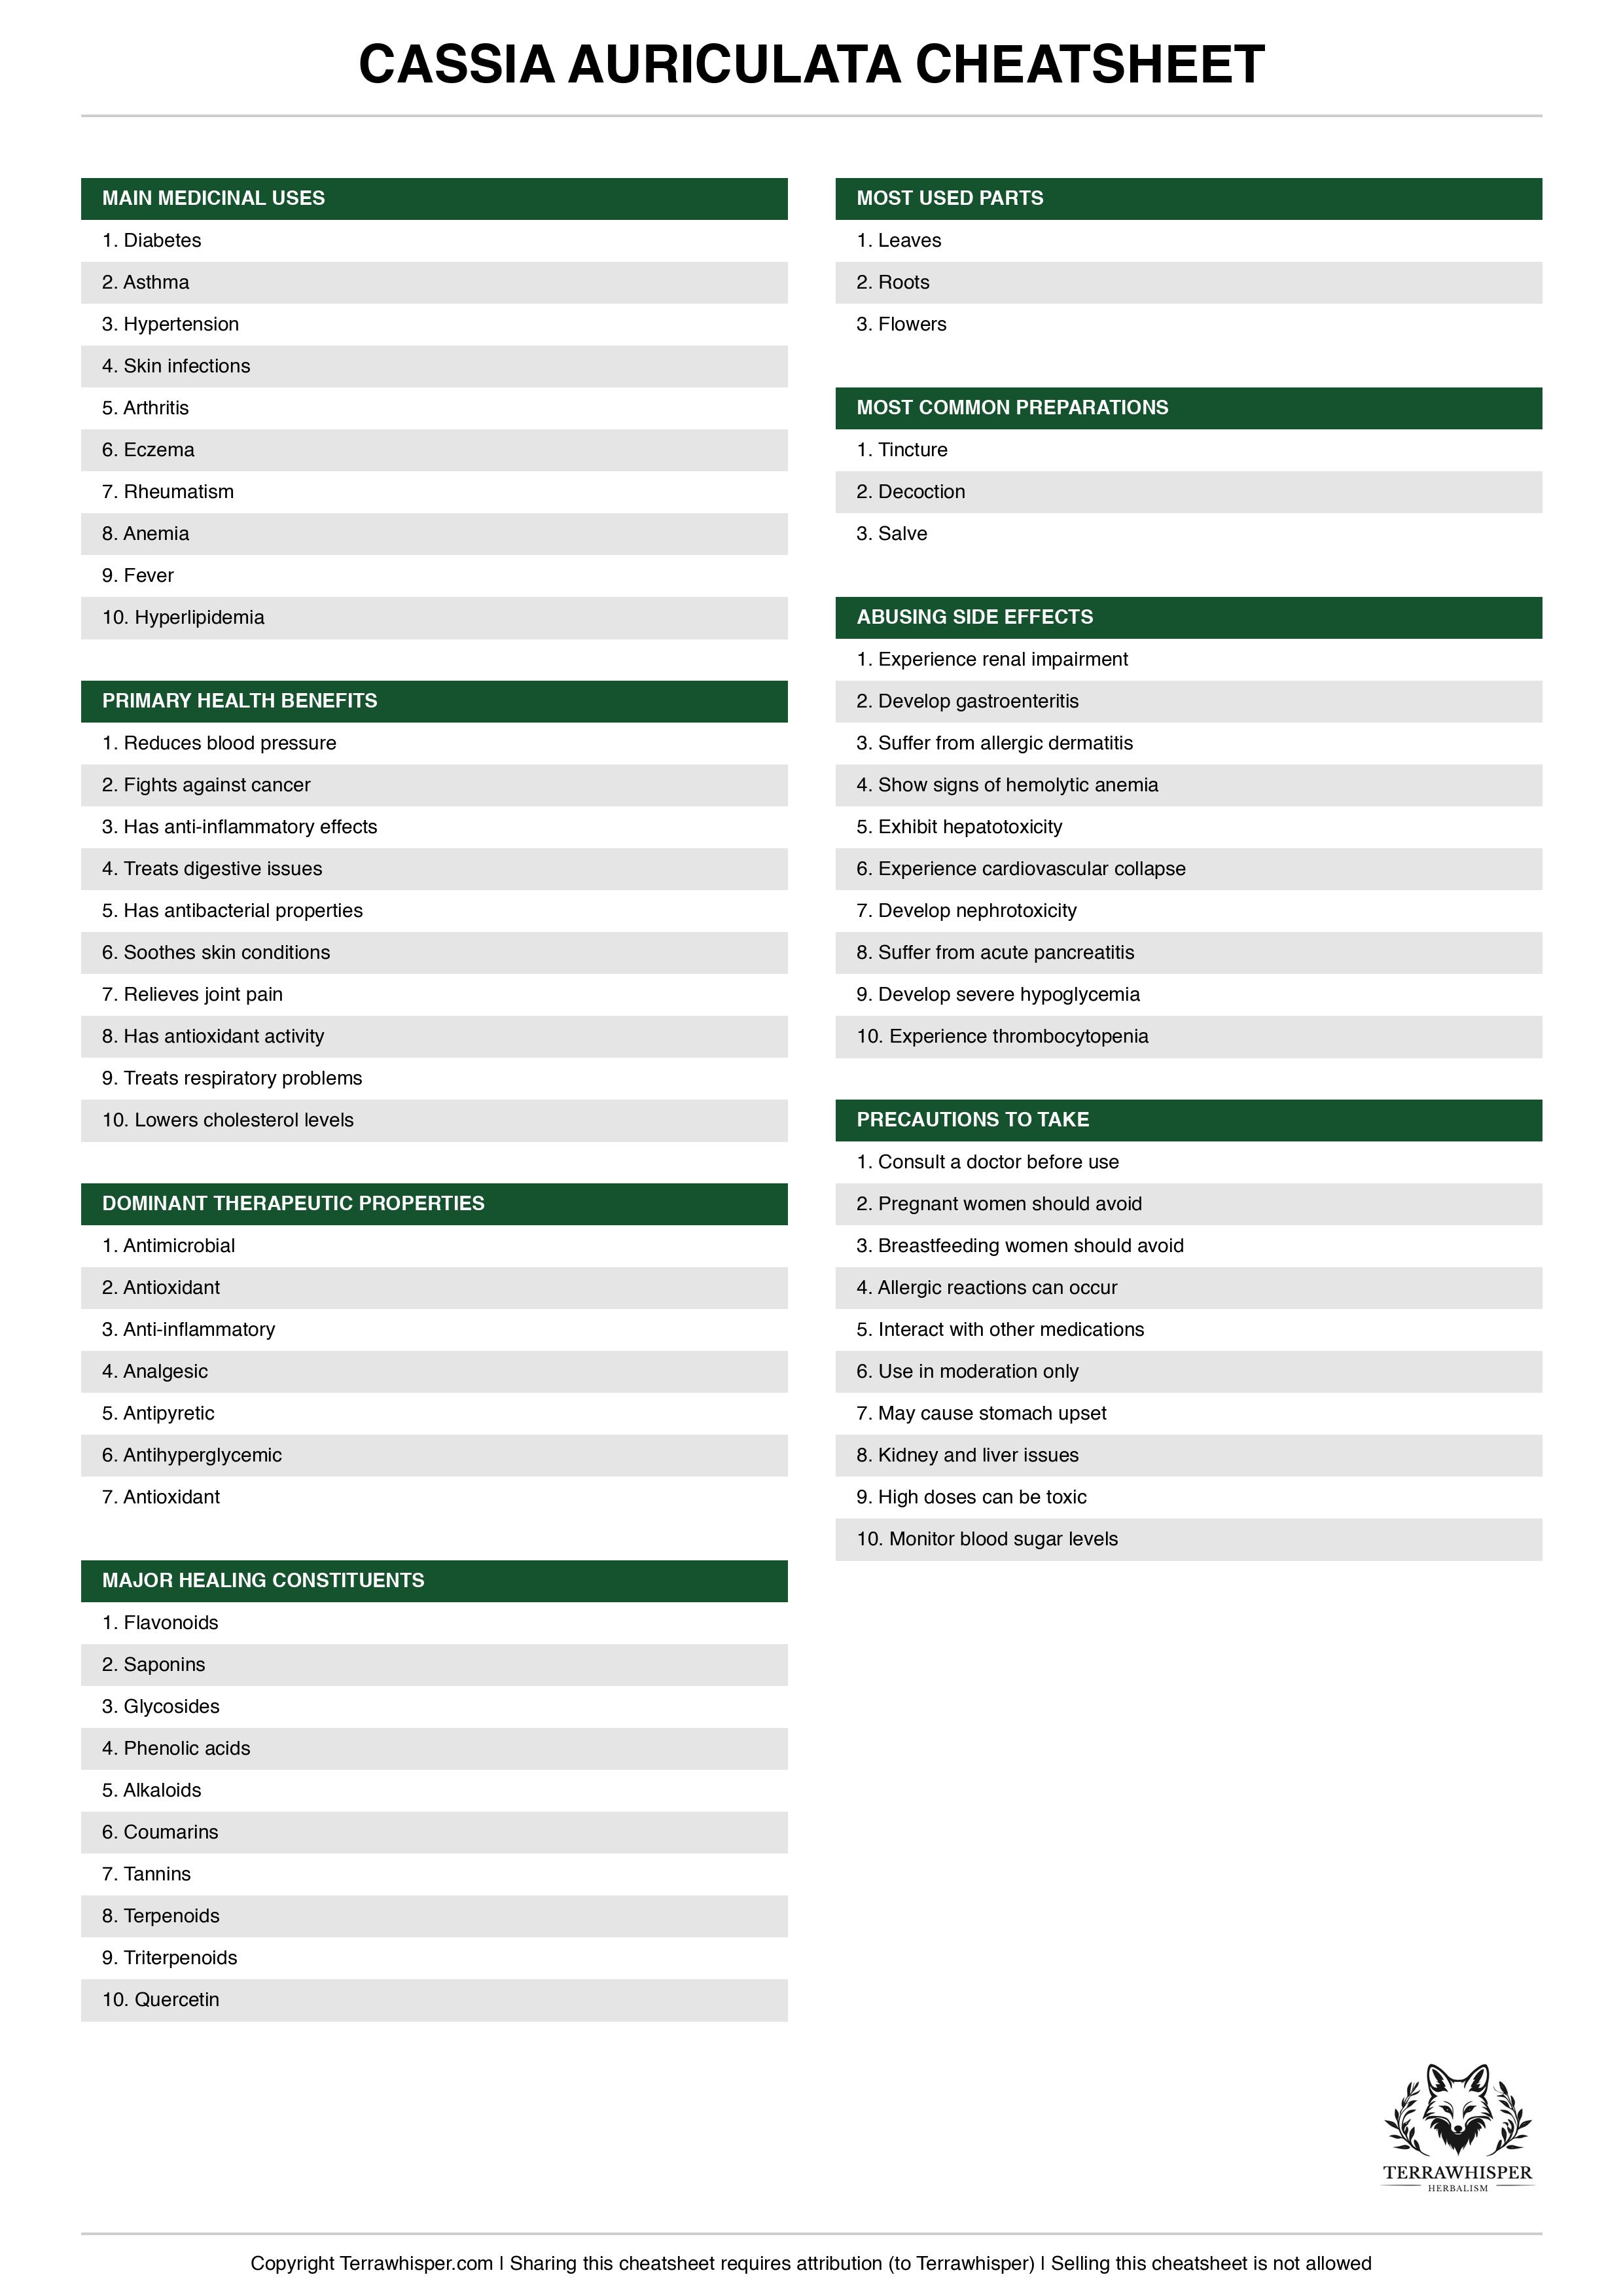 CASSIA AURICULATA CHEATSHEET
MAIN MEDICINAL USES
1. Diabetes
2. Asthma
3. Hypertension
4. Skin infections
5. Arthritis
6. Eczema
7. Rheumatism
8. Anemia
9. Fever
10. Hyperlipidemia
PRIMARY HEALTH BENEFITS
1. Reduces blood pressure
2. Fights against cancer
3. Has anti-inflammatory effects
4. Treats digestive issues
5. Has antibacterial properties
6. Soothes skin conditions
7. Relieves joint pain
8. Has antioxidant activity
9. Treats respiratory problems
10. Lowers cholesterol levels
DOMINANT THERAPEUTIC PROPERTIES
1. Antimicrobial
2. Antioxidant
3. Anti-inflammatory
4. Analgesic
5. Antipyretic
6. Antihyperglycemic
7. Antioxidant
MAJOR HEALING CONSTITUENTS
1. Flavonoids
2. Saponins
3. Glycosides
4. Phenolic acids
5. Alkaloids
6. Coumarins
7. Tannins
8. Terpenoids
9. Triterpenoids
10. Quercetin
MOST USED PARTS
1. Leaves
2. Roots
3. Flowers
MOST COMMON PREPARATIONS
1. Tincture
2. Decoction
3. Salve
ABUSING SIDE EFFECTS
1. Experience renal impairment
2. Develop gastroenteritis
3. Suffer from allergic dermatitis
4. Show signs of hemolytic anemia
5. Exhibit hepatotoxicity
6. Experience cardiovascular collapse
7. Develop nephrotoxicity
8. Suffer from acute pancreatitis
9. Develop severe hypoglycemia
10. Experience thrombocytopenia
PRECAUTIONS TO TAKE
1. Consult a doctor before use
2. Pregnant women should avoid
3. Breastfeeding women should avoid
4. Allergic reactions can occur
5. Interact with other medications
6. Use in moderation only
7. May cause stomach upset
8. Kidney and liver issues
9. High doses can be toxic
10. Monitor blood sugar levels
TERRAWHISPER
HERBALISM
Copyright Terrawhisper.com | Sharing this cheatsheet requires attribution (to Terrawhisper) | Selling this cheatsheet is not allowed